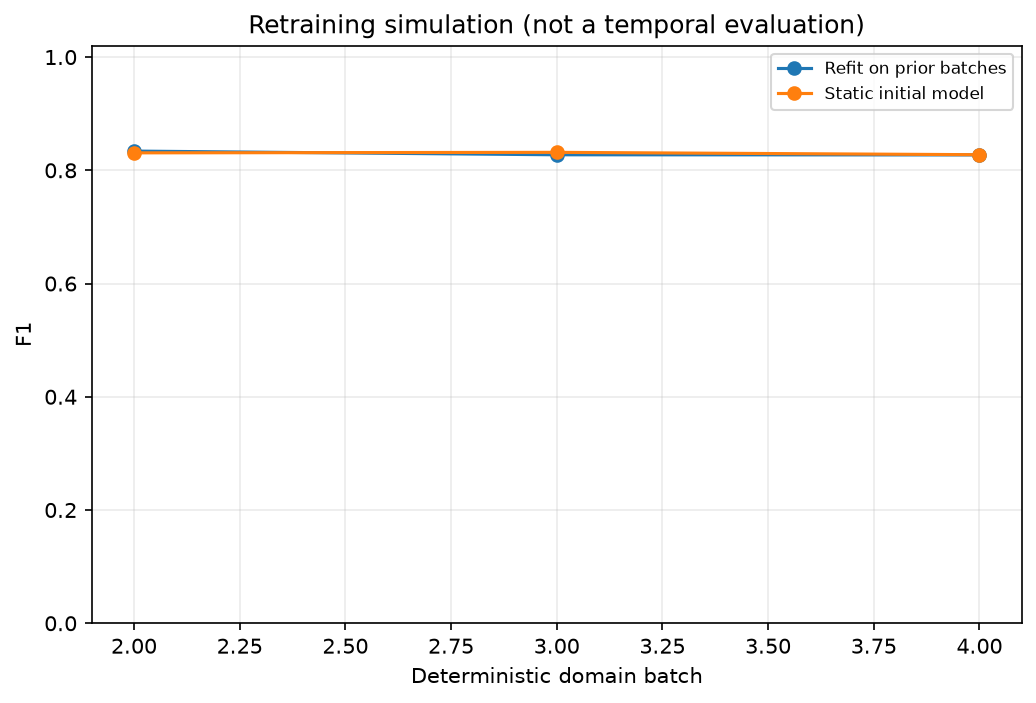 Retraining simulation (not a temporal evaluation)
Refit on prior batches
Static initial model
F1
1.0
0.8
0.6
0.4
0.2
0.0
2.00 2.25 2.50 2.75 3.00 3.25 3.50 3.75 4.00
Deterministic domain batch